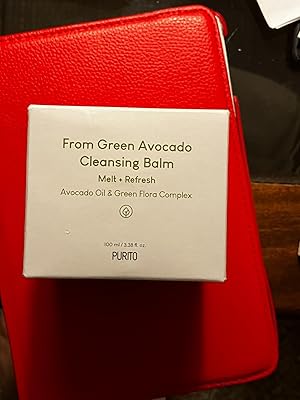 From Green Avocado
Cleansing Balm
Melt + Refresh
Avocado Oil & Green Flora Complex
100 ml / 3.38 fl. oz.
PURITO